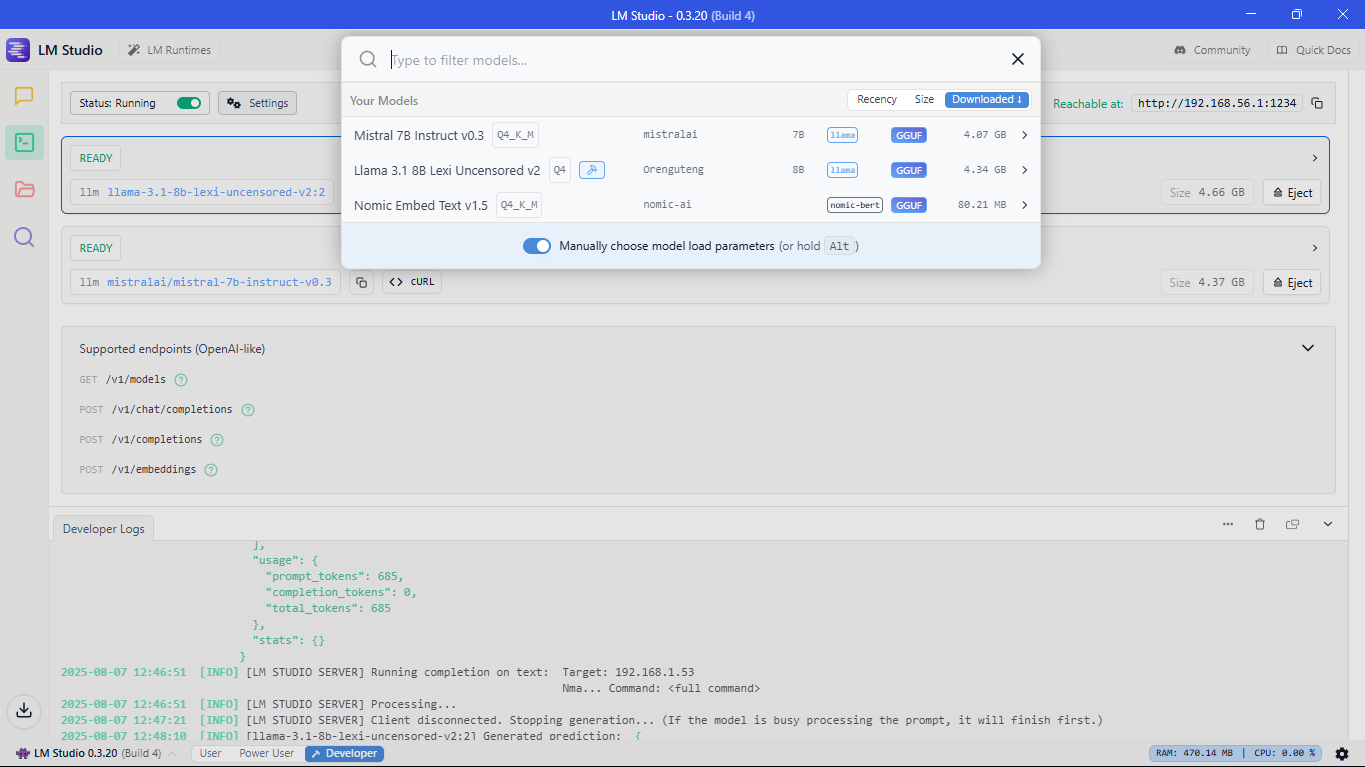 LM Studio - 0.3.20 (Build 4)
LM Studio LM Runtimes Community Quick Docs
Type to filter models...
Status: Running Settings Reachable at: http://192.168.56.1:1234
Your Models Recency Size Downloaded ↓
Mistral 7B Instruct v0.3 Q4_K_M mistralai 7B llama GGUF 4.07 GB
Llama 3.1 8B Lexi Uncensored v2 Q4 Orenguteng 8B llama GGUF 4.34 GB
Nomic Embed Text v1.5 Q4_K_M nomic-ai nomic-bert GGUF 80.21 MB
Manually choose model load parameters (or hold Alt )
READY
llm llama-3.1-8b-lexi-uncensored-v2:2 Size 4.66 GB Eject
READY
llm mistralai/mistral-7b-instruct-v0.3 <> cURL Size 4.37 GB Eject
Supported endpoints (OpenAI-like)
GET /v1/models ?
POST /v1/chat/completions ?
POST /v1/completions ?
POST /v1/embeddings ?
Developer Logs
],
"usage": {
"prompt_tokens": 685,
"completion_tokens": 0,
"total_tokens": 685
},
"stats": {}
}
2025-08-07 12:46:51 [INFO] [LM STUDIO SERVER] Running completion on text: Target: 192.168.1.53
Nma... Command: <full command>
2025-08-07 12:46:51 [INFO] [LM STUDIO SERVER] Processing...
2025-08-07 12:47:21 [INFO] [LM STUDIO SERVER] Client disconnected. Stopping generation... (If the model is busy processing the prompt, it will finish first.)
2025-08-07 12:48:10 [INFO] [llama-3.1-8b-lexi-uncensored-v2:2] Generated prediction: {
LM Studio 0.3.20 (Build 4) User Power User Developer RAM: 470.14 MB | CPU: 0.00 %